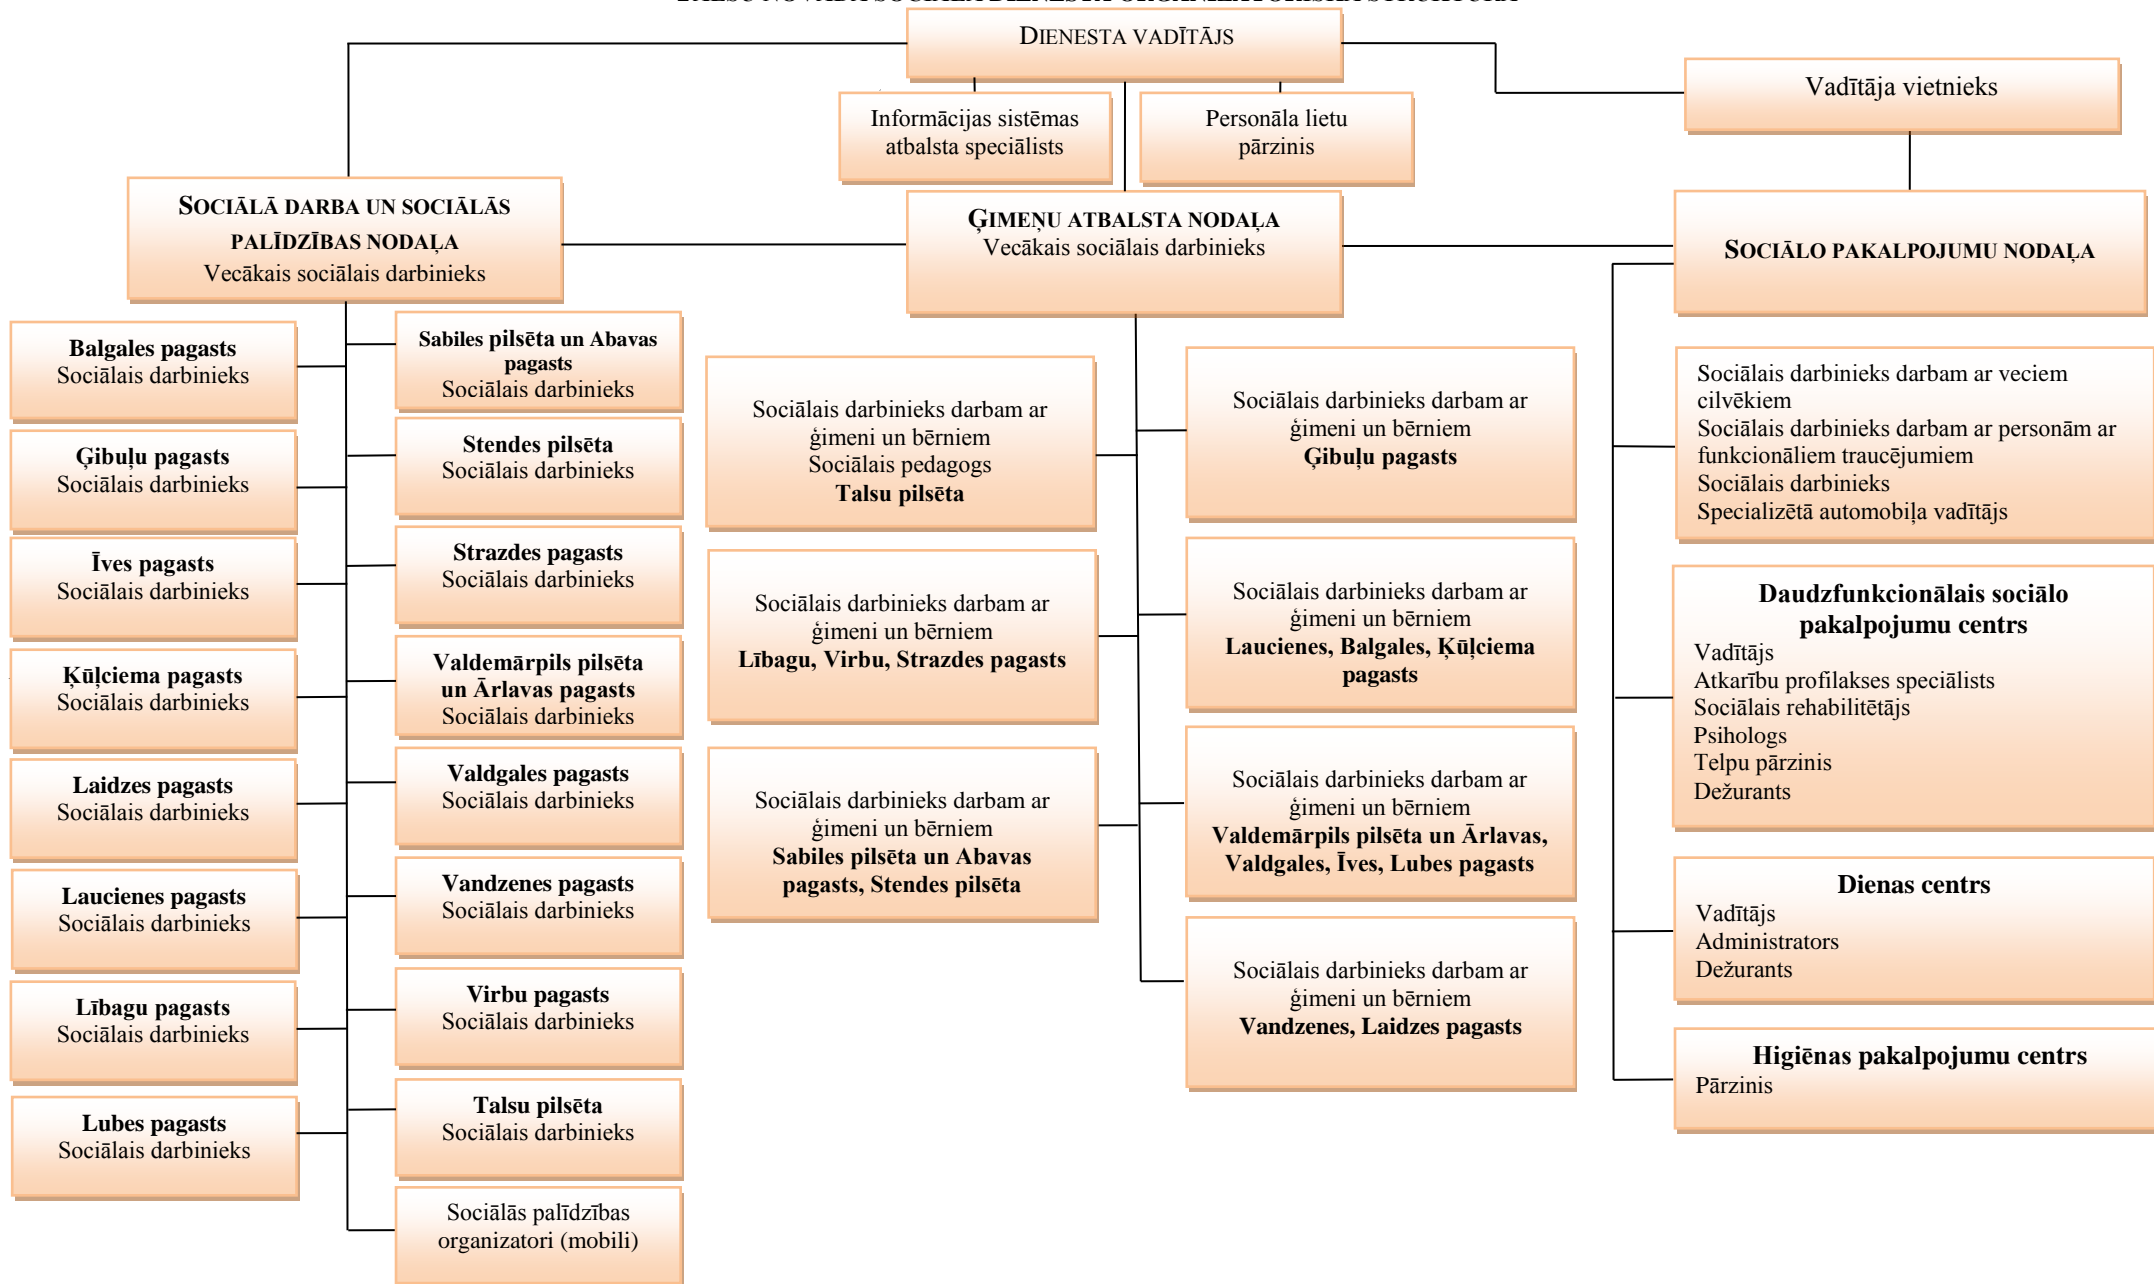 DIENESTA VADĪTĀJS
Vadītāja vietnieks
Informācijas sistēmas
atbalsta speciālists
Personāla lietu
pārzinis
SOCIĀLĀ DARBA UN SOCIĀLĀS
PALĪDZĪBAS NODAĻA
Vecākais sociālais darbinieks
ĢIMEŅU ATBALSTA NODAĻA
Vecākais sociālais darbinieks
SOCIĀLO PAKALPOJUMU NODAĻA
Balgales pagasts
Sociālais darbinieks
Ģibuļu pagasts
Sociālais darbinieks
Īves pagasts
Sociālais darbinieks
Ķūļciema pagasts
Sociālais darbinieks
Laidzes pagasts
Sociālais darbinieks
Laucienes pagasts
Sociālais darbinieks
Lībagu pagasts
Sociālais darbinieks
Lubes pagasts
Sociālais darbinieks
Sabiles pilsēta un Abavas
pagasts
Sociālais darbinieks
Stendes pilsēta
Sociālais darbinieks
Strazdes pagasts
Sociālais darbinieks
Valdemārpils pilsēta
un Ārlavas pagasts
Sociālais darbinieks
Valdgales pagasts
Sociālais darbinieks
Vandzenes pagasts
Sociālais darbinieks
Virbu pagasts
Sociālais darbinieks
Talsu pilsēta
Sociālais darbinieks
Sociālās palīdzības
organizatori (mobili)
Sociālais darbinieks darbam ar
ģimeni un bērniem
Sociālais pedagogs
Talsu pilsēta
Sociālais darbinieks darbam ar
ģimeni un bērniem
Lībagu, Virbu, Strazdes pagasts
Sociālais darbinieks darbam ar
ģimeni un bērniem
Sabiles pilsēta un Abavas
pagasts, Stendes pilsēta
Sociālais darbinieks darbam ar
ģimeni un bērniem
Ģibuļu pagasts
Sociālais darbinieks darbam ar
ģimeni un bērniem
Laucienes, Balgales, Ķūļciema
pagasts
Sociālais darbinieks darbam ar
ģimeni un bērniem
Valdemārpils pilsēta un Ārlavas,
Valdgales, Īves, Lubes pagasts
Sociālais darbinieks darbam ar
ģimeni un bērniem
Vandzenes, Laidzes pagasts
Sociālais darbinieks darbam ar veciem
cilvēkiem
Sociālais darbinieks darbam ar personām ar
funkcionāliem traucējumiem
Sociālais darbinieks
Specializētā automobiļa vadītājs
Daudzfunkcionālais sociālo
pakalpojumu centrs
Vadītājs
Atkarību profilakses speciālists
Sociālais rehabilitētājs
Psihologs
Telpu pārzinis
Dežurants
Dienas centrs
Vadītājs
Administrators
Dežurants
Higiēnas pakalpojumu centrs
Pārzinis